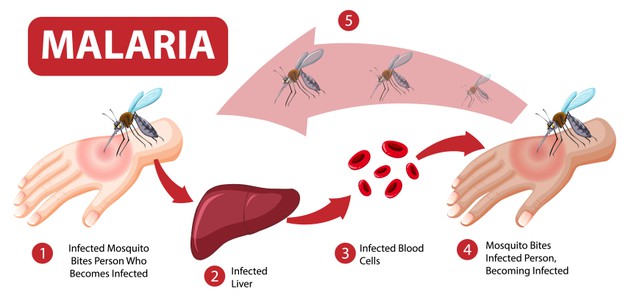 MALARIA
5
1
Infected Mosquito
Bites Person Who
Becomes Infected
2
Infected
Liver
3
Infected Blood
Cells
4
Mosquito Bites
Infected Person,
Becoming Infected